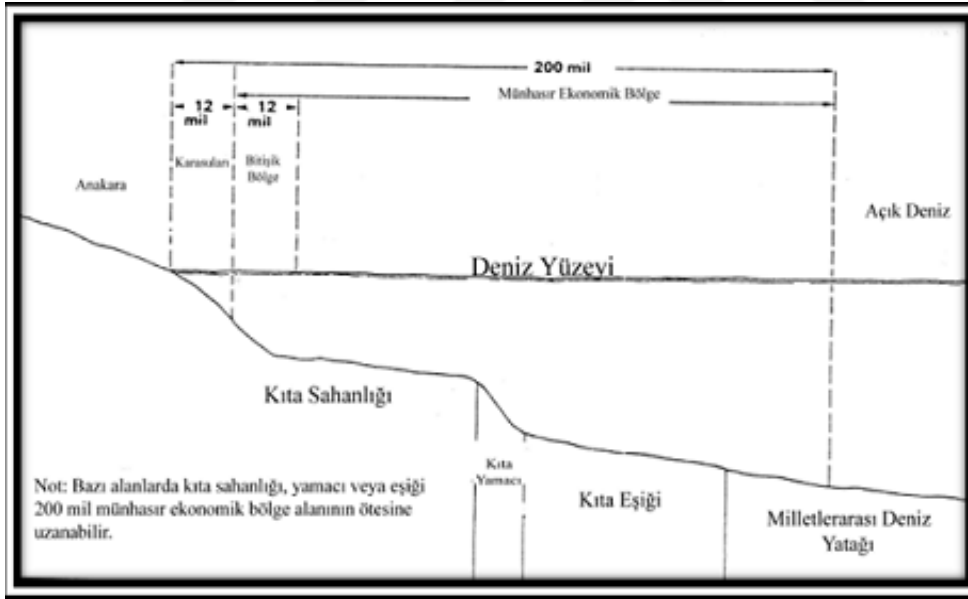 200 mil
Münhasır Ekonomik Bölge
12 mil
12 mil
Karasuları
Bitişik
Bölge
Anakara
Açık Deniz
Deniz Yüzeyi
Kıta Sahanlığı
Kıta
Yamacı
Kıta Eşiği
Milletlerarası Deniz
Yatağı
Not: Bazı alanlarda kıta sahanlığı, yamacı veya eşiği
200 mil münhasır ekonomik bölge alanının ötesine
uzanabilir.